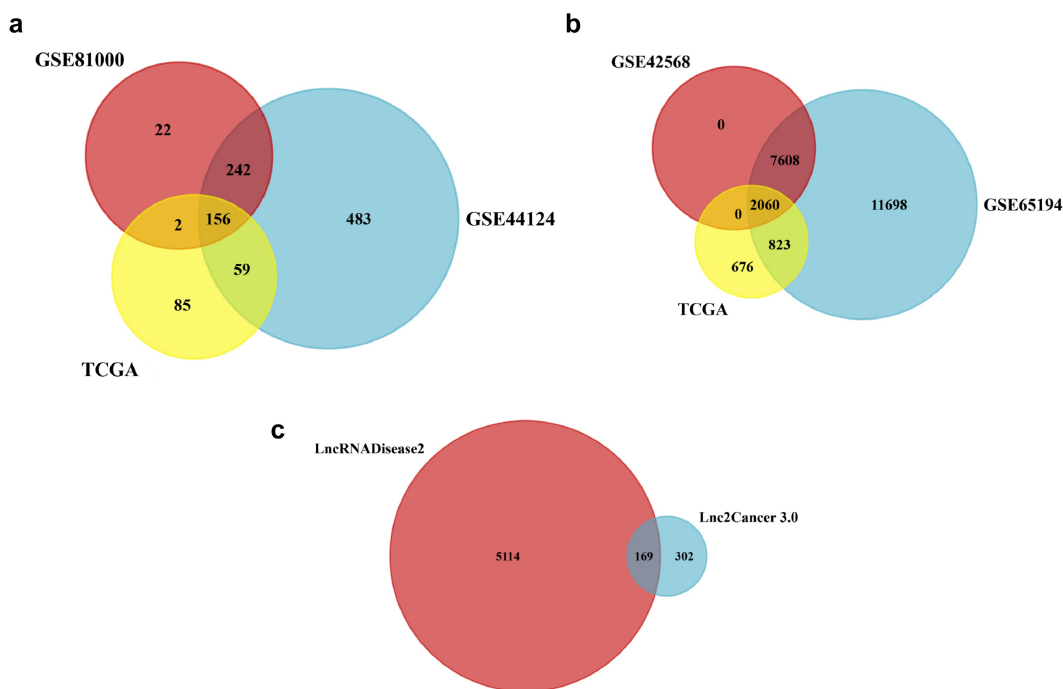 a
GSE81000
22
242
2
156
483
GSE44124
59
85
TCGA
b
GSE42568
0
7608
2060
0
11698
GSE65194
823
676
TCGA
c
LncRNADisease2
Lnc2Cancer 3.0
5114
169
302